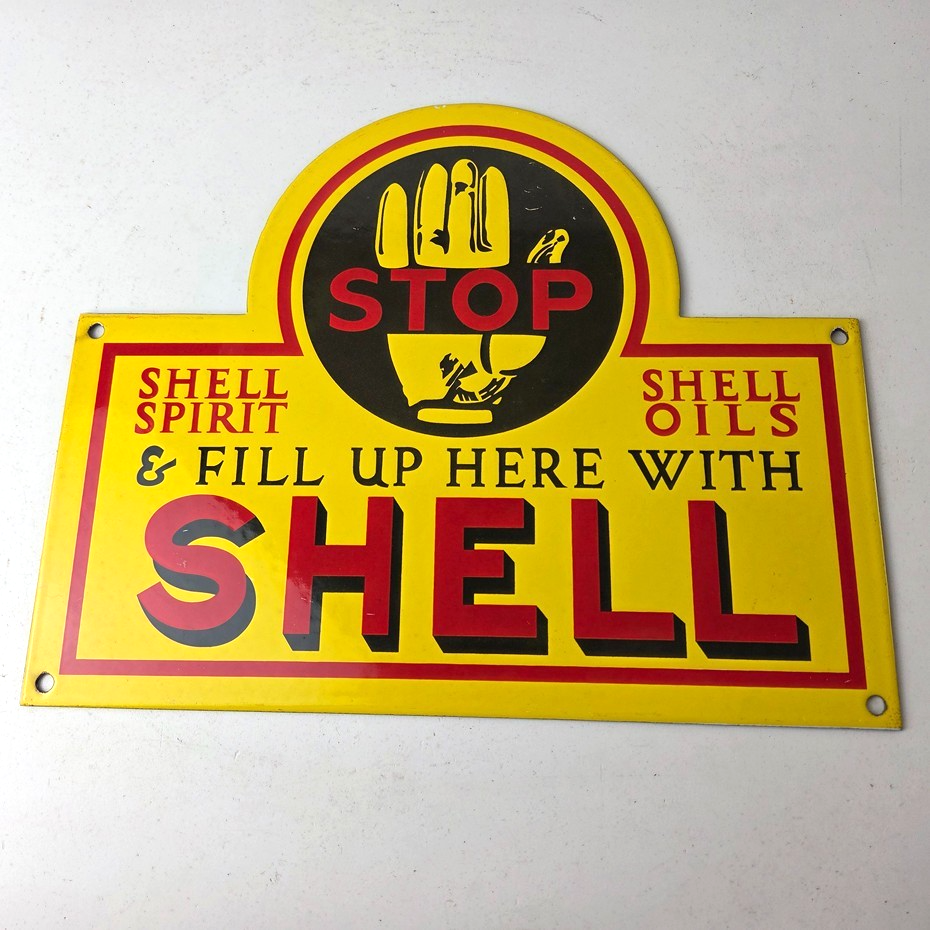 STOP
SHELL SHELL
SPIRIT OILS
& FILL UP HERE WITH
SHELL